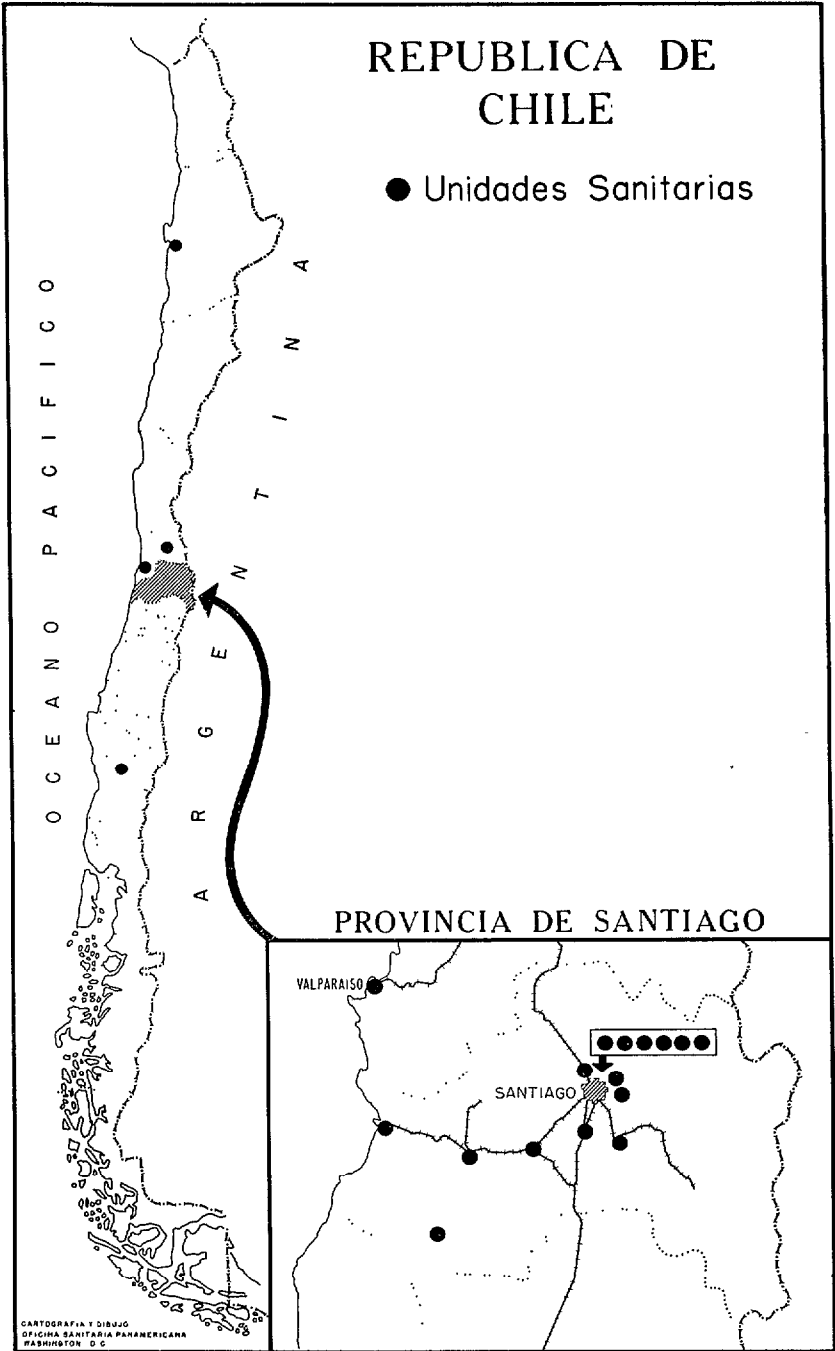 REPUBLICA DE
CHILE
Unidades Sanitarias
OCEANO PACIFICO
ARGENTINA
PROVINCIA DE SANTIAGO
VALPARAISO
SANTIAGO
CARTOGRAFIA Y DIBUJO
OFICINA SANITARIA PANAMERICANA
WASHINGTON D C